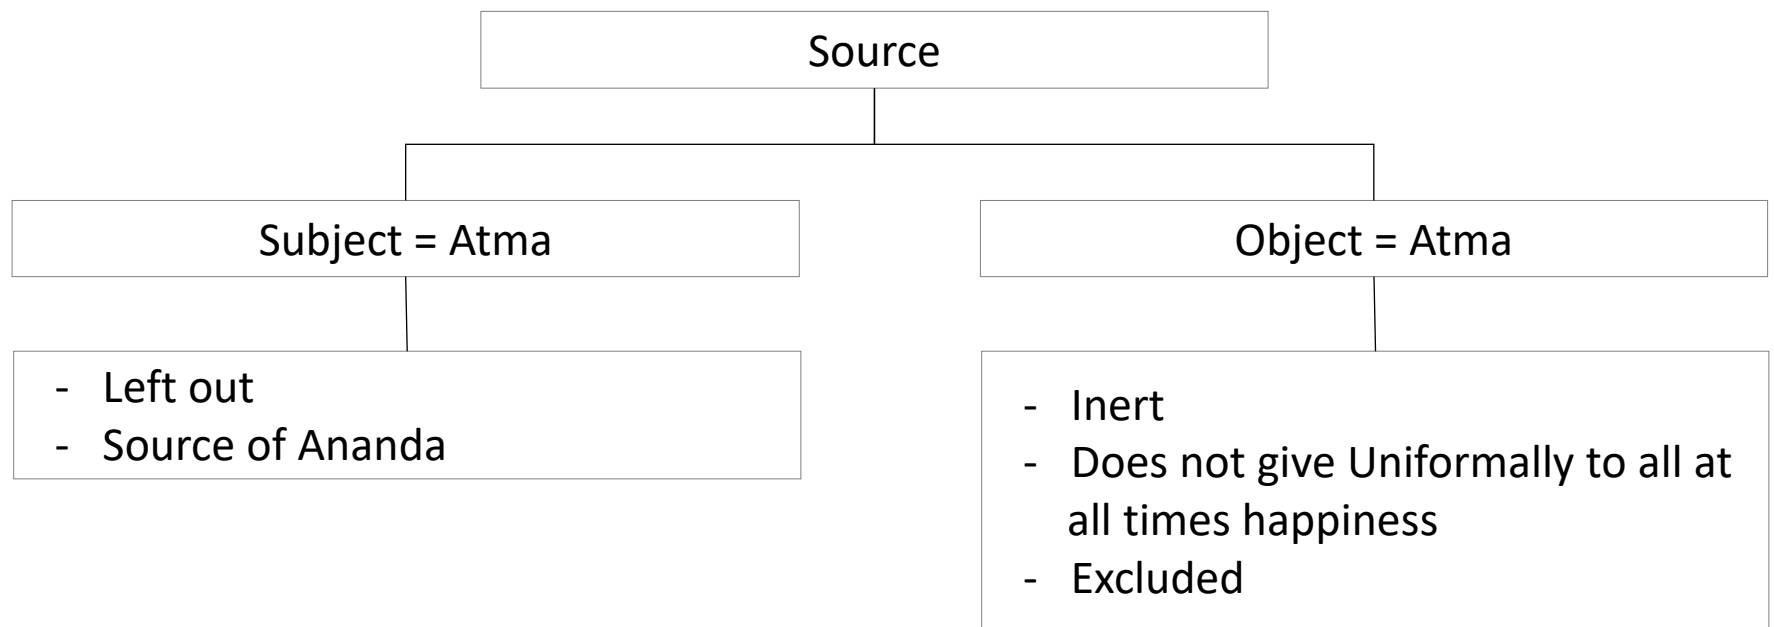 Source
Subject = Atma
Object = Atma
- Left out
- Source of Ananda
- Inert
- Does not give Uniformally to all at
all times happiness
- Excluded